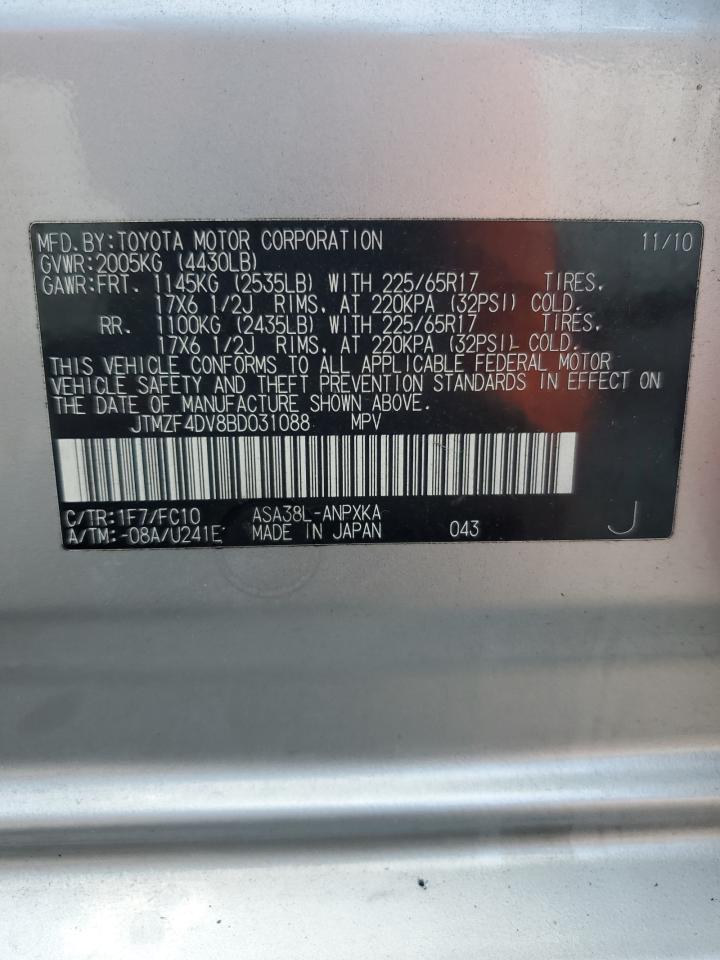 MFD.BY:TOYOTA MOTOR CORPORATION 11/10
GVWR:2005KG (4430LB)
GAWR:FRT. 1145KG (2535LB) WITH 225/65R17 TIRES.
17X6 1/2J RIMS, AT 220KPA (32PSI) COLD.
RR. 1100KG (2435LB) WITH 225/65R17 TIRES,
17X6 1/2J RIMS, AT 220KPA (32PSI) COLD.
THIS VEHICLE CONFORMS TO ALL APPLICABLE FEDERAL MOTOR
VEHICLE SAFETY AND THEFT PREVENTION STANDARDS IN EFFECT ON
THE DATE OF MANUFACTURE SHOWN ABOVE.
JTMZF4DV8BD031088 MPV
C/TR:1F7/FC10 ASA38L-ANPXKA
A/TM:-08A/U241E MADE IN JAPAN 043 J